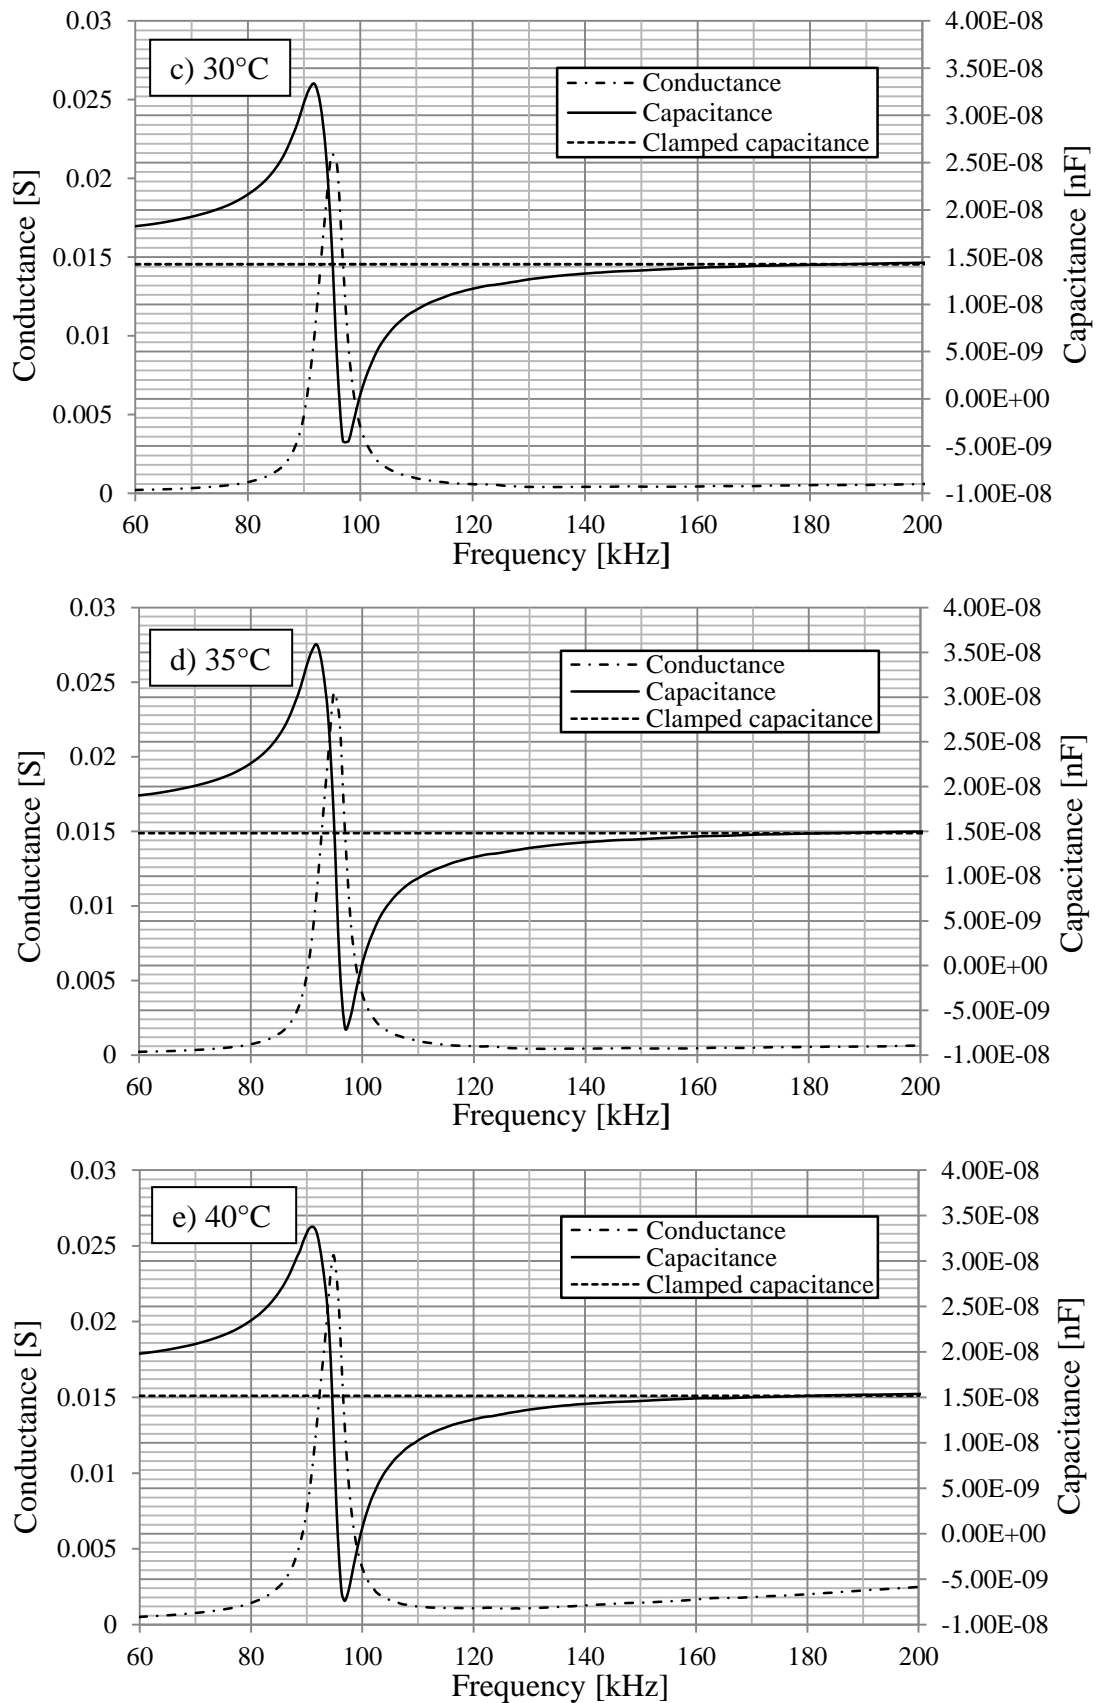 c) 30°C
Conductance
Capacitance
Clamped capacitance
0.03
0.025
0.02
0.015
0.01
0.005
0
Conductance [S]
4.00E-08
3.50E-08
3.00E-08
2.50E-08
2.00E-08
1.50E-08
1.00E-08
5.00E-09
0.00E+00
-5.00E-09
-1.00E-08
Capacitance [nF]
60 80 100 120 140 160 180 200
Frequency [kHz]
d) 35°C
Conductance
Capacitance
Clamped capacitance
0.03
0.025
0.02
0.015
0.01
0.005
0
Conductance [S]
4.00E-08
3.50E-08
3.00E-08
2.50E-08
2.00E-08
1.50E-08
1.00E-08
5.00E-09
0.00E+00
-5.00E-09
-1.00E-08
Capacitance [nF]
60 80 100 120 140 160 180 200
Frequency [kHz]
e) 40°C
Conductance
Capacitance
Clamped capacitance
0.03
0.025
0.02
0.015
0.01
0.005
0
Conductance [S]
4.00E-08
3.50E-08
3.00E-08
2.50E-08
2.00E-08
1.50E-08
1.00E-08
5.00E-09
0.00E+00
-5.00E-09
-1.00E-08
Capacitance [nF]
60 80 100 120 140 160 180 200
Frequency [kHz]